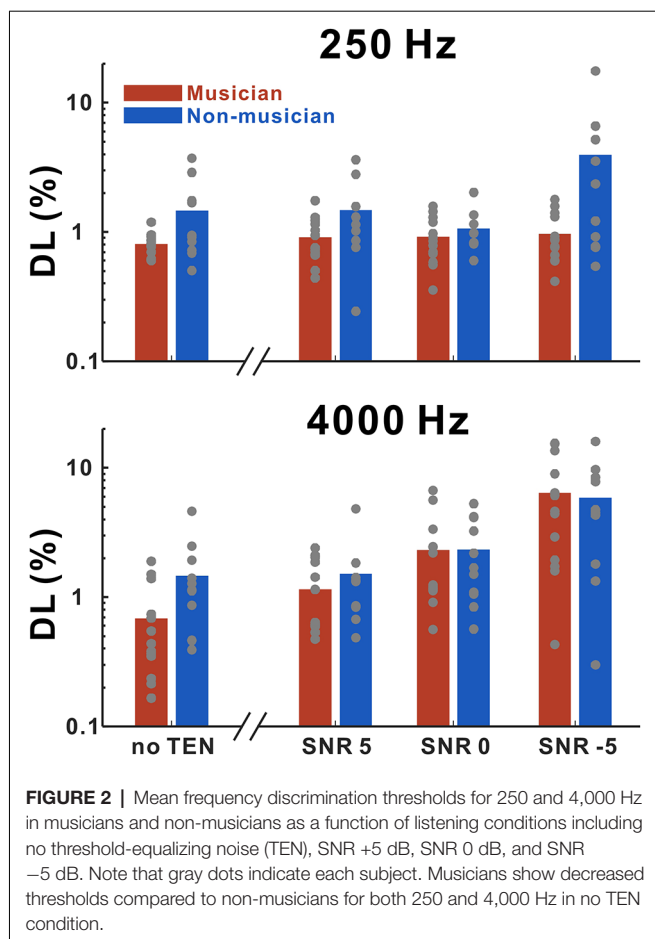 250 Hz
Musician
Non-musician
DL (%)
10
1
0.1
4000 Hz
DL (%)
10
1
0.1
no TEN
SNR 5
SNR 0
SNR -5
FIGURE 2 | Mean frequency discrimination thresholds for 250 and 4,000 Hz
in musicians and non-musicians as a function of listening conditions including
no threshold-equalizing noise (TEN), SNR +5 dB, SNR 0 dB, and SNR
−5 dB. Note that gray dots indicate each subject. Musicians show decreased
thresholds compared to non-musicians for both 250 and 4,000 Hz in no TEN
condition.